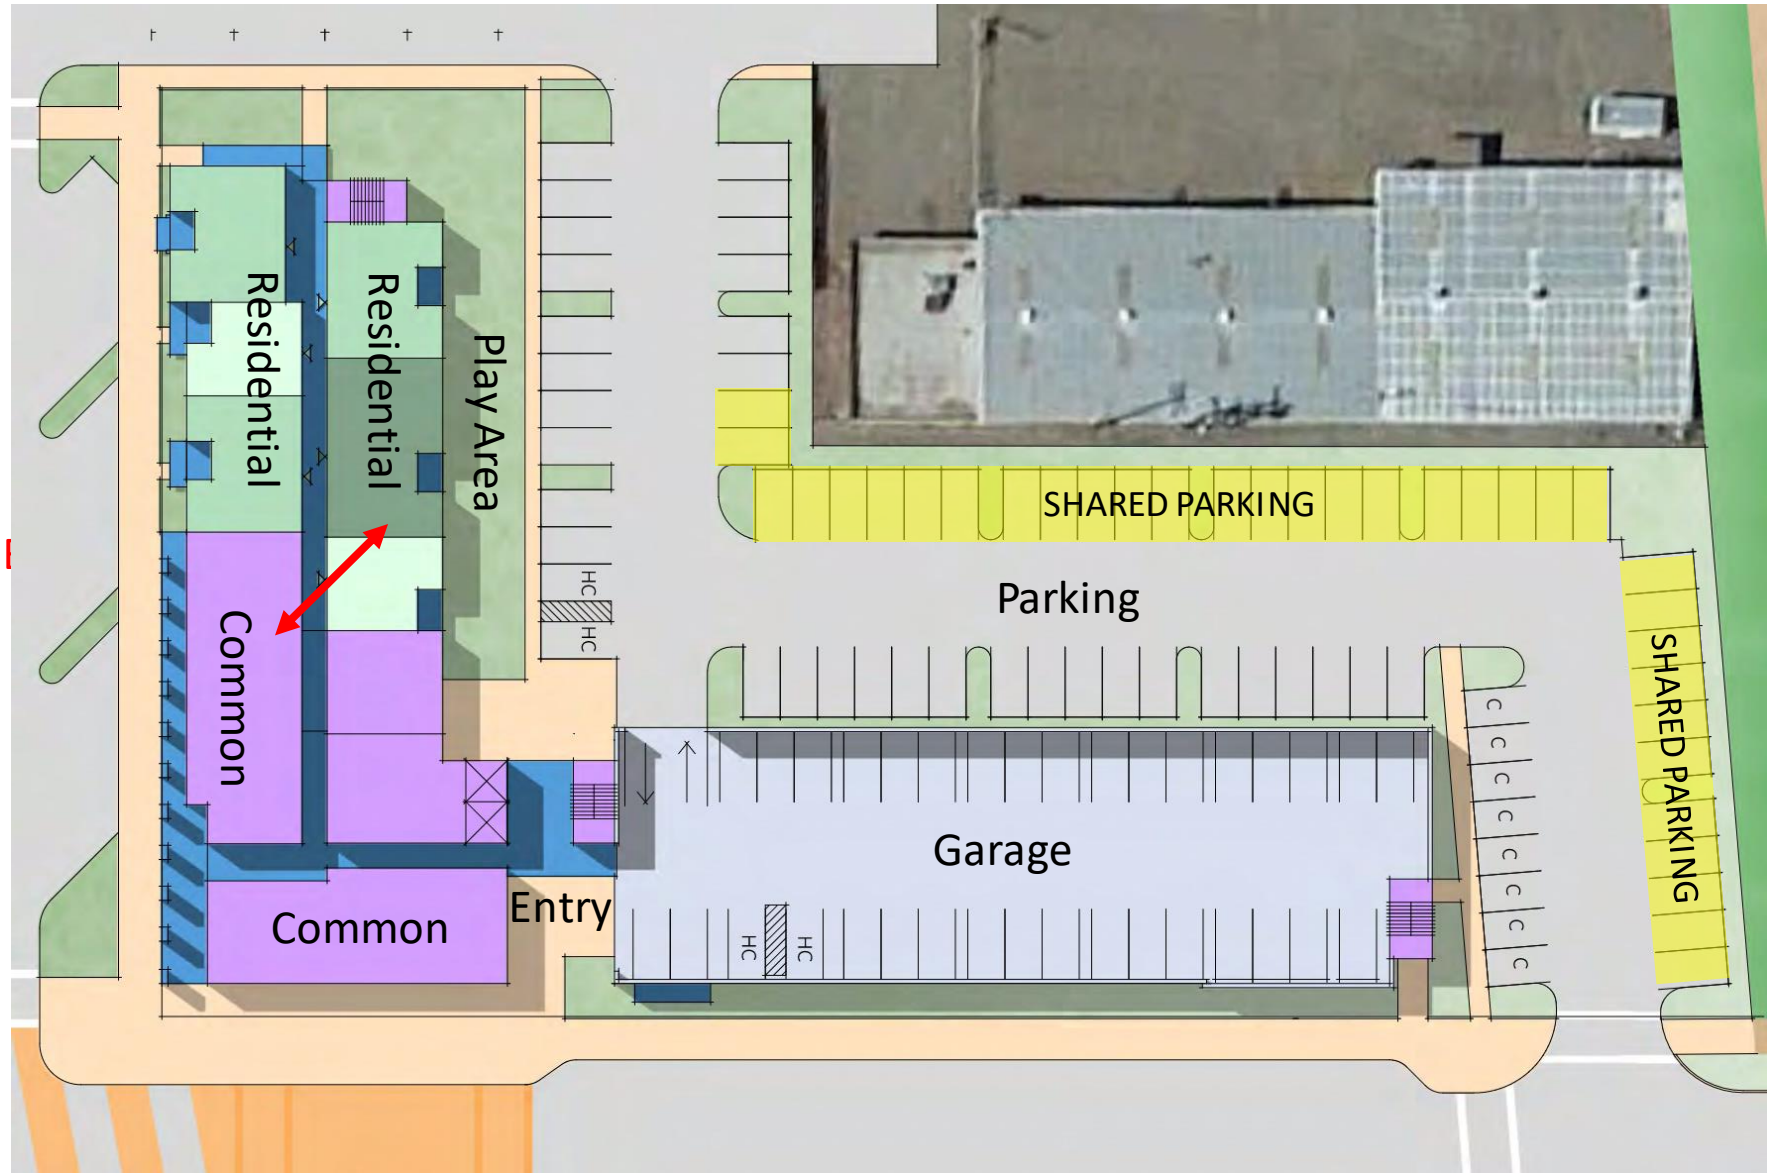 Residential
Residential
Play Area
SHARED PARKING
Parking
HC
HC
Common
SHARED PARKING
C
C
C
C
C
C
C
C
Garage
Entry
Common
HC
HC